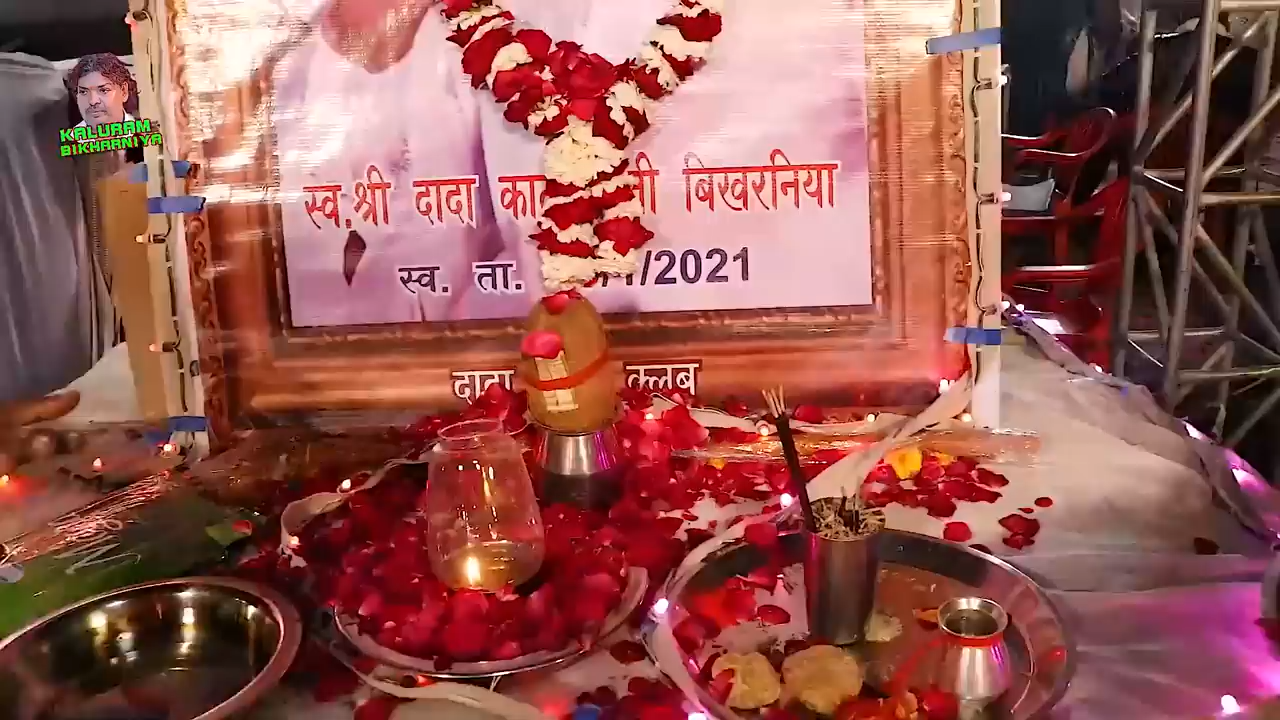 KALURAM
BIKHARNIYA
स्व.श्री दादा बिखरनिया
स्व. ता. /2021
दादा क्लब